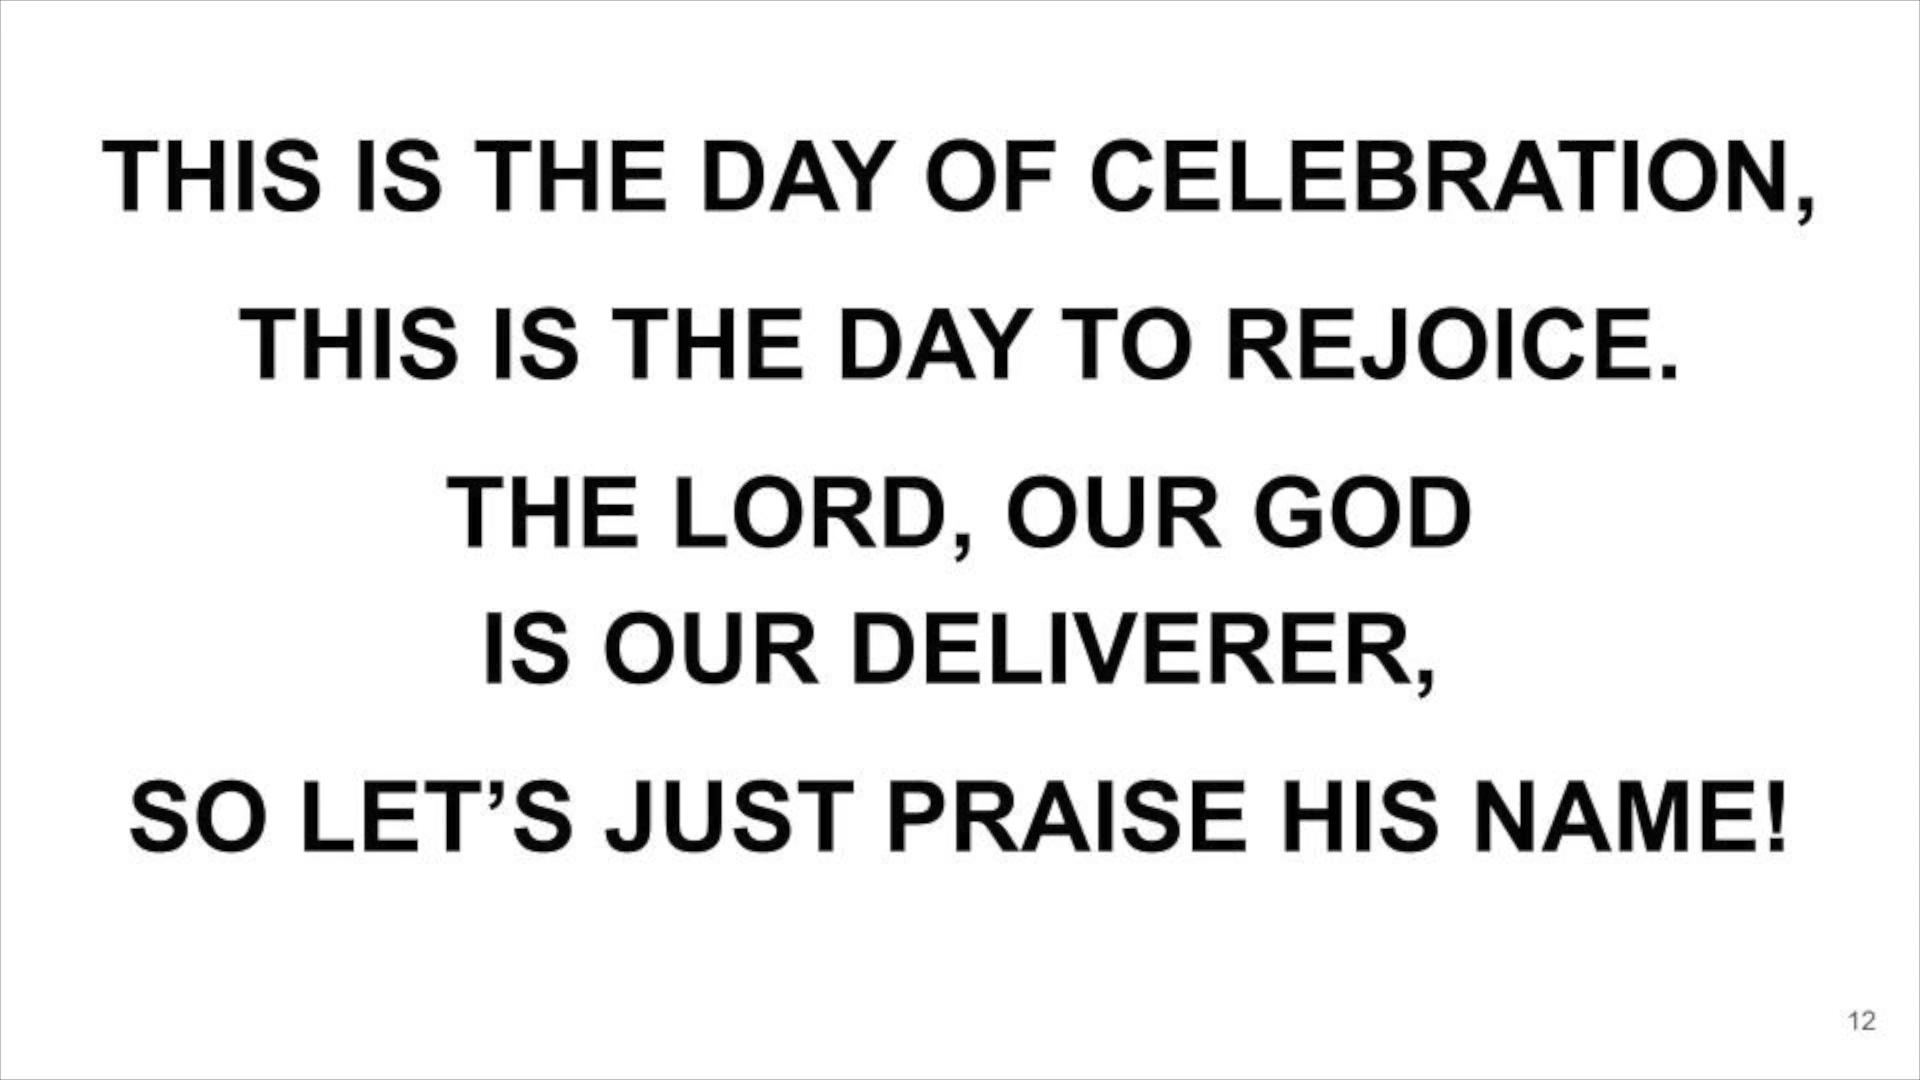 THIS IS THE DAY OF CELEBRATION,
THIS IS THE DAY TO REJOICE.
THE LORD, OUR GOD
IS OUR DELIVERER,
SO LET’S JUST PRAISE HIS NAME!
12